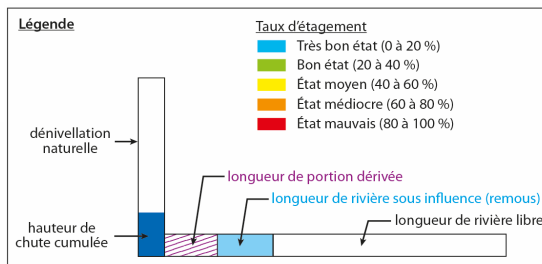 Légende
Taux d'étagement
Très bon état (0 à 20 %)
Bon état (20 à 40 %)
État moyen (40 à 60 %)
État médiocre (60 à 80 %)
État mauvais (80 à 100 %)
dénivellation
naturelle
longueur de portion dérivée
longueur de rivière sous influence (remous)
hauteur de
chute cumulée
longueur de rivière libre